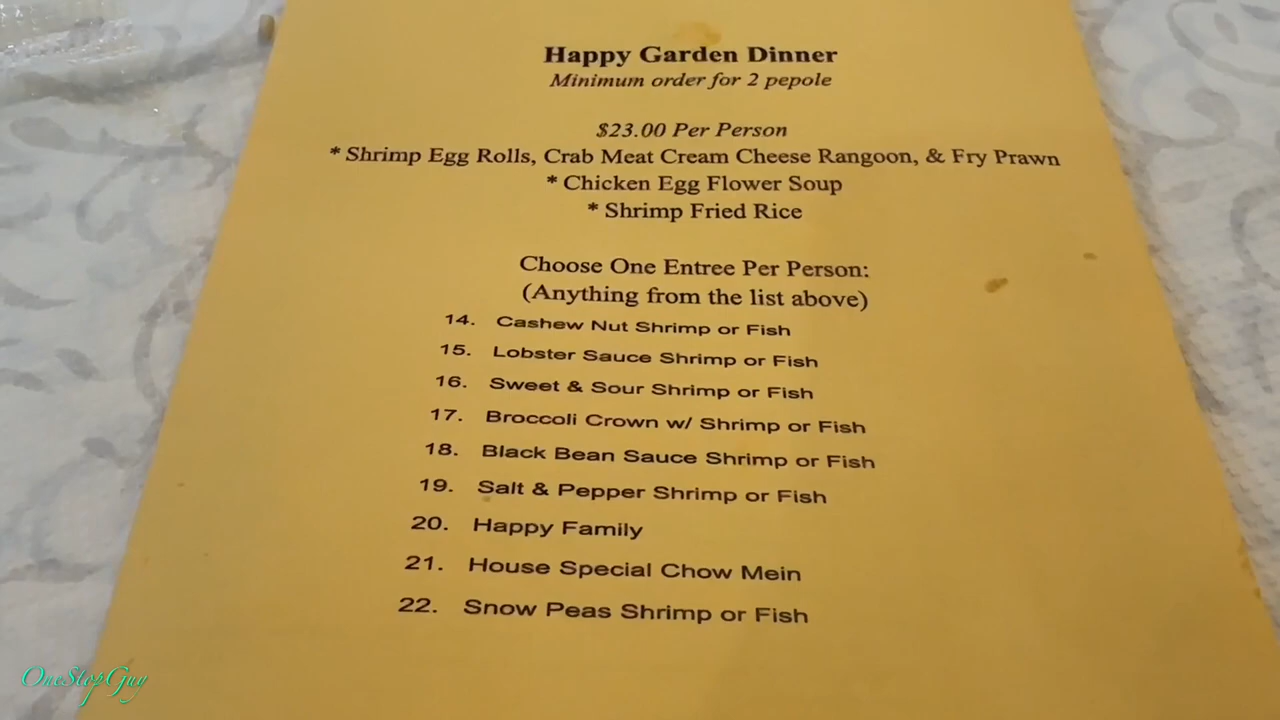 Happy Garden Dinner
Minimum order for 2 pepole
$23.00 Per Person
* Shrimp Egg Rolls, Crab Meat Cream Cheese Rangoon, & Fry Prawn
* Chicken Egg Flower Soup
* Shrimp Fried Rice
Choose One Entree Per Person:
(Anything from the list above)
14. Cashew Nut Shrimp or Fish
15. Lobster Sauce Shrimp or Fish
16. Sweet & Sour Shrimp or Fish
17. Broccoli Crown w/ Shrimp or Fish
18. Black Bean Sauce Shrimp or Fish
19. Salt & Pepper Shrimp or Fish
20. Happy Family
21. House Special Chow Mein
22. Snow Peas Shrimp or Fish
OneStopGuy